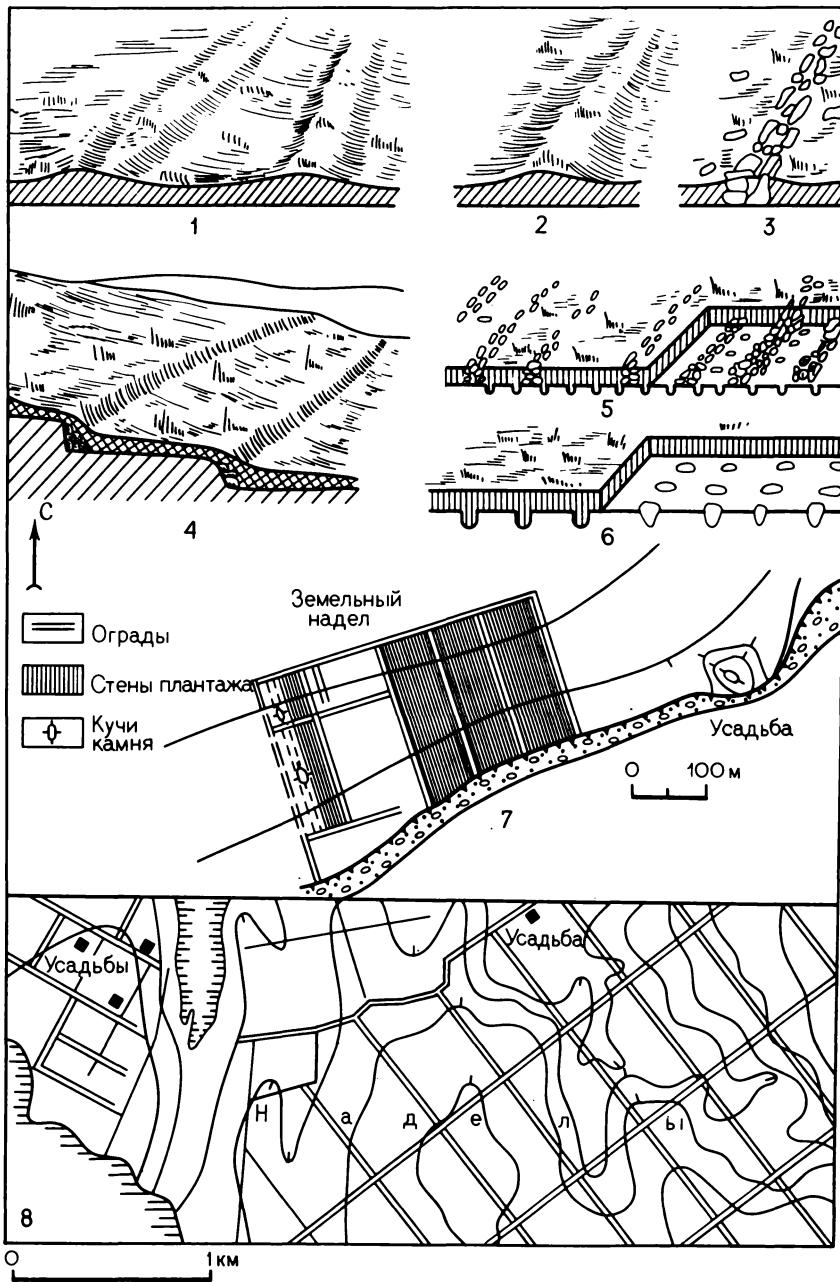 1
2
3
4
5
6
С
Ограды
Стены плантажа
Кучи
камня
Земельный
надел
Усадьба
0 100 м
7
Усадьбы
Усадьба
Н а д е л ы
8
0 1 км